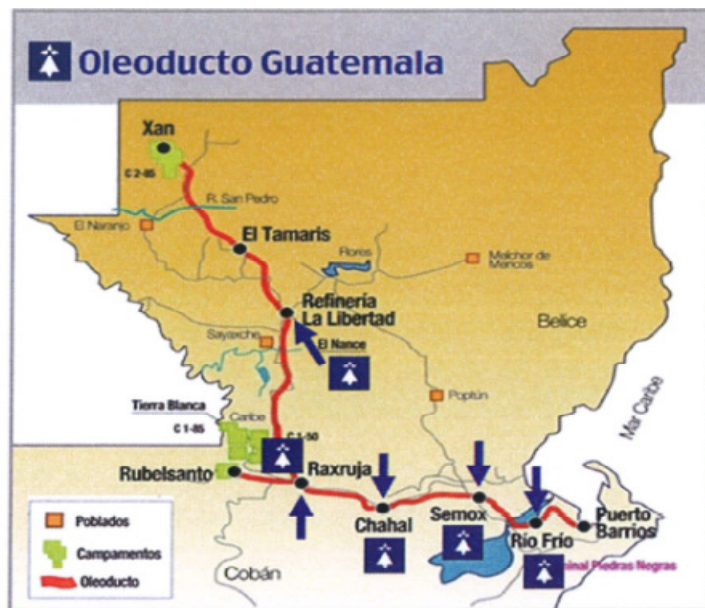 Oleoducto Guatemala
Xan
C 2-85
R. San Pedro
El Naranjo
El Tamaris
Flores
Melchor de
Mencos
Refinería
La Libertad
Belice
Sayaxche
El Nance
Mar Caribe
Poptún
Tierra Blanca
Caribe
C 1-85
C 1-50
Rubelsanto
Raxruja
Chahal
Semox
Río Frío
Puerto
Barrios
Poblados
Campamentos
Oleoducto
Cobán
Piedras Negras